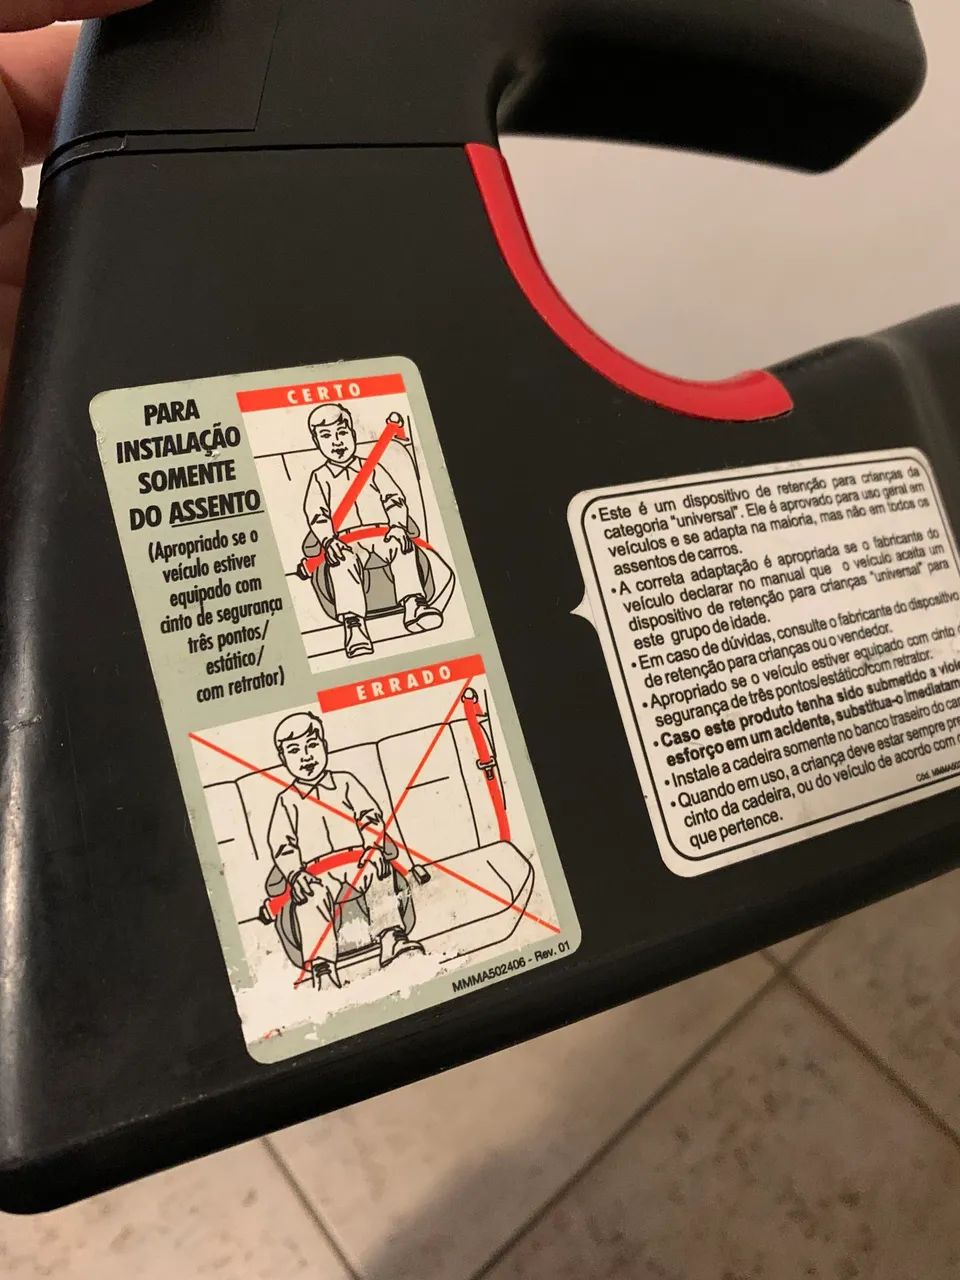 PARA
INSTALAÇÃO
SOMENTE
DO ASSENTO
(Apropriado se o
veículo estiver
equipado com
cinto de segurança
três pontos/
estático/
com retrator)
CERTO
ERRADO
MMMA502406 - Rev. 01
• Este é um dispositivo de retenção para crianças da
categoria "universal". Ele é aprovado para uso geral em
veículos e se adapta na maioria, mas não em todos os
assentos de carros.
• A correta adaptação é apropriada se o fabricante do
veículo declarar no manual que o veículo aceita um
dispositivo de retenção para crianças "universal" para
este grupo de idade.
• Em caso de dúvidas, consulte o fabricante do dispositivo
de retenção para crianças ou o vendedor.
• Apropriado se o veículo estiver equipado com cinto
segurança de três pontos/estático/com retrator.
• Caso este produto tenha sido submetido a
esforço em um acidente, substitua-o
• Instale a cadeira somente no banco traseiro do
• Quando em uso, a criança deve estar sempre
cinto da cadeira, ou do veículo de acordo com
que pertence.
Cód.